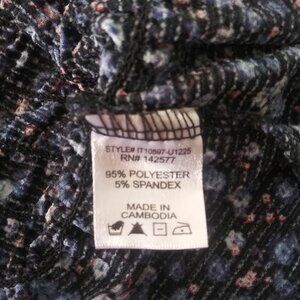 STYLE# IT10597-U1225
RN# 142577
95% POLYESTER
5% SPANDEX
MADE IN
CAMBODIA